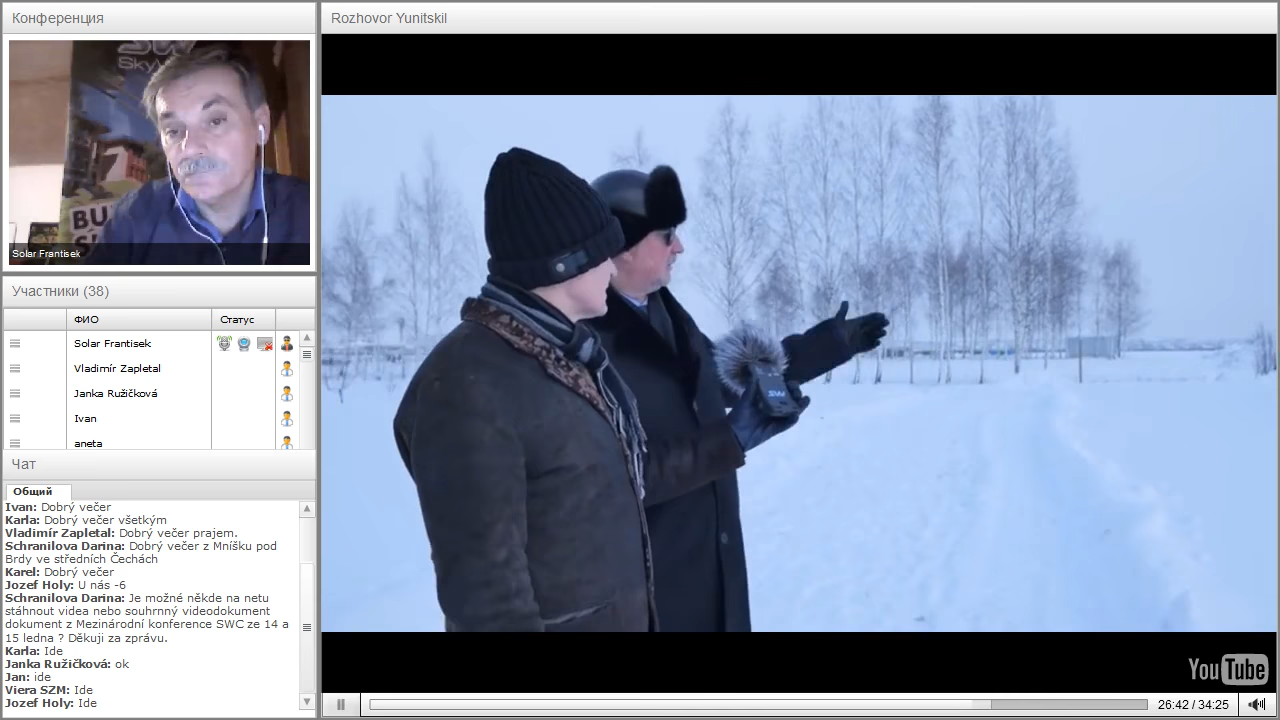 Конференция
SkyW
BU
Solar Frantisek
Участники (38)
ФИО Статус
Solar Frantisek
Vladimír Zapletal
Janka Ružičková
Ivan
aneta
Чат
Общий
Ivan: Dobrý večer
Karla: Dobrý večer všetkým
Vladimír Zapletal: Dobrý večer prajem.
Schranilova Darina: Dobrý večer z Mníšku pod
Brdy ve středních Čechách
Karel: Dobrý večer
Jozef Holy: U nás -6
Schranilova Darina: Je možné někde na netu
stáhnout videa nebo souhrnný videodokument
dokument z Mezinárodní konference SWC ze 14 a
15 ledna ? Děkuji za zprávu.
Karla: Ide
Janka Ružičková: ok
Jan: ide
Viera SZM: Ide
Jozef Holy: Ide
Rozhovor Yunitskil
YouTube
26:42 / 34:25